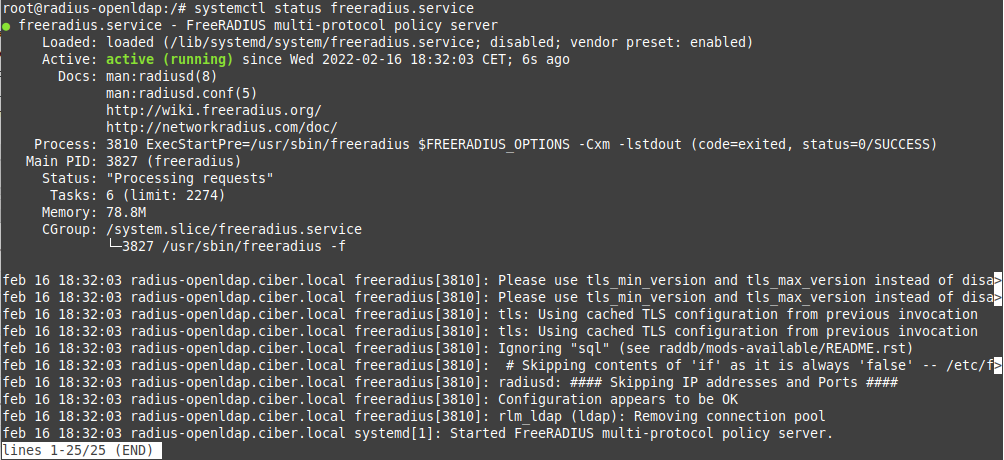 root@radius-openldap:/# systemctl status freeradius.service
● freeradius.service - FreeRADIUS multi-protocol policy server
     Loaded: loaded (/lib/systemd/system/freeradius.service; disabled; vendor preset: enabled)
     Active: active (running) since Wed 2022-02-16 18:32:03 CET; 6s ago
       Docs: man:radiusd(8)
             man:radiusd.conf(5)
             http://wiki.freeradius.org/
             http://networkradius.com/doc/
    Process: 3810 ExecStartPre=/usr/sbin/freeradius $FREERADIUS_OPTIONS -Cxm -lstdout (code=exited, status=0/SUCCESS)
   Main PID: 3827 (freeradius)
     Status: "Processing requests"
      Tasks: 6 (limit: 2274)
     Memory: 78.8M
     CGroup: /system.slice/freeradius.service
             └─3827 /usr/sbin/freeradius -f

feb 16 18:32:03 radius-openldap.ciber.local freeradius[3810]: Please use tls_min_version and tls_max_version instead of disa>
feb 16 18:32:03 radius-openldap.ciber.local freeradius[3810]: Please use tls_min_version and tls_max_version instead of disa>
feb 16 18:32:03 radius-openldap.ciber.local freeradius[3810]: tls: Using cached TLS configuration from previous invocation
feb 16 18:32:03 radius-openldap.ciber.local freeradius[3810]: tls: Using cached TLS configuration from previous invocation
feb 16 18:32:03 radius-openldap.ciber.local freeradius[3810]: Ignoring "sql" (see raddb/mods-available/README.rst)
feb 16 18:32:03 radius-openldap.ciber.local freeradius[3810]:  # Skipping contents of 'if' as it is always 'false' -- /etc/f>
feb 16 18:32:03 radius-openldap.ciber.local freeradius[3810]: radiusd: #### Skipping IP addresses and Ports ####
feb 16 18:32:03 radius-openldap.ciber.local freeradius[3810]: Configuration appears to be OK
feb 16 18:32:03 radius-openldap.ciber.local freeradius[3810]: rlm_ldap (ldap): Removing connection pool
feb 16 18:32:03 radius-openldap.ciber.local systemd[1]: Started FreeRADIUS multi-protocol policy server.
lines 1-25/25 (END)